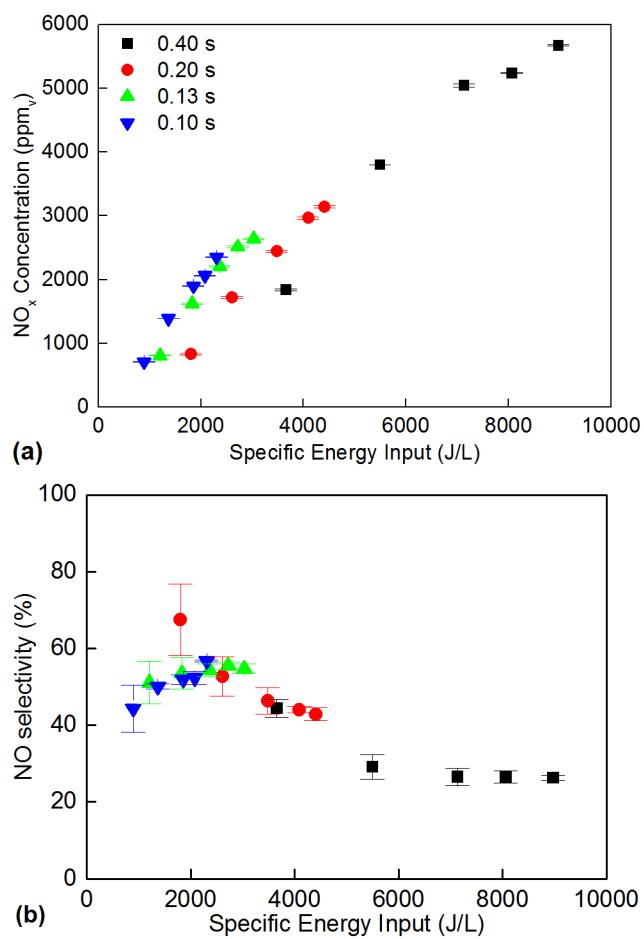 6000
5000
4000
3000
2000
1000
0
NOx Concentration (ppmv)
0.40 s
0.20 s
0.13 s
0.10 s
0 2000 4000 6000 8000 10000
Specific Energy Input (J/L)
(a)
100
80
60
40
20
0
NO selectivity (%)
0 2000 4000 6000 8000 10000
Specific Energy Input (J/L)
(b)